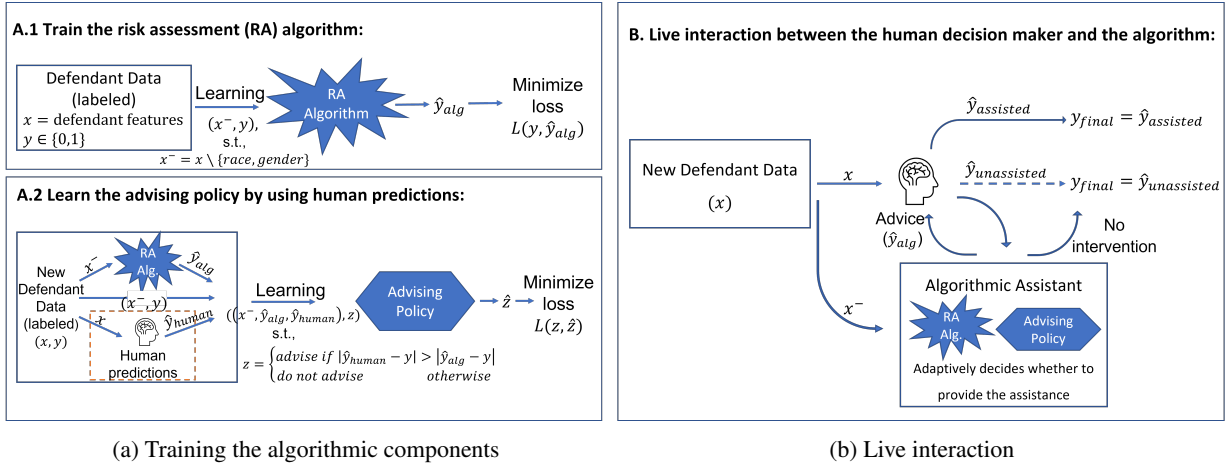 A.1 Train the risk assessment (RA) algorithm:
Defendant Data
(labeled)
x = defendant features
y ∈ {0,1}
Learning
(x⁻, y),
s.t.,
x⁻ = x \ {race, gender}
RA
Algorithm
ŷ_alg
Minimize
loss
L(y, ŷ_alg)
A.2 Learn the advising policy by using human predictions:
New
Defendant
Data
(labeled)
(x, y)
x⁻
RA
Alg.
ŷ_alg
(x⁻, y)
x
ŷ_human
Human
predictions
Learning
((x⁻, ŷ_alg, ŷ_human), z)
s.t.,
z = {advise if |ŷ_human − y| > |ŷ_alg − y|
do not advise otherwise
Advising
Policy
ẑ
Minimize
loss
L(z, ẑ)
(a) Training the algorithmic components
B. Live interaction between the human decision maker and the algorithm:
New Defendant Data
(x)
x
ŷ_assisted
y_final = ŷ_assisted
ŷ_unassisted
y_final = ŷ_unassisted
Advice
(ŷ_alg)
No
intervention
x⁻
Algorithmic Assistant
RA
Alg.
Advising
Policy
Adaptively decides whether to
provide the assistance
(b) Live interaction